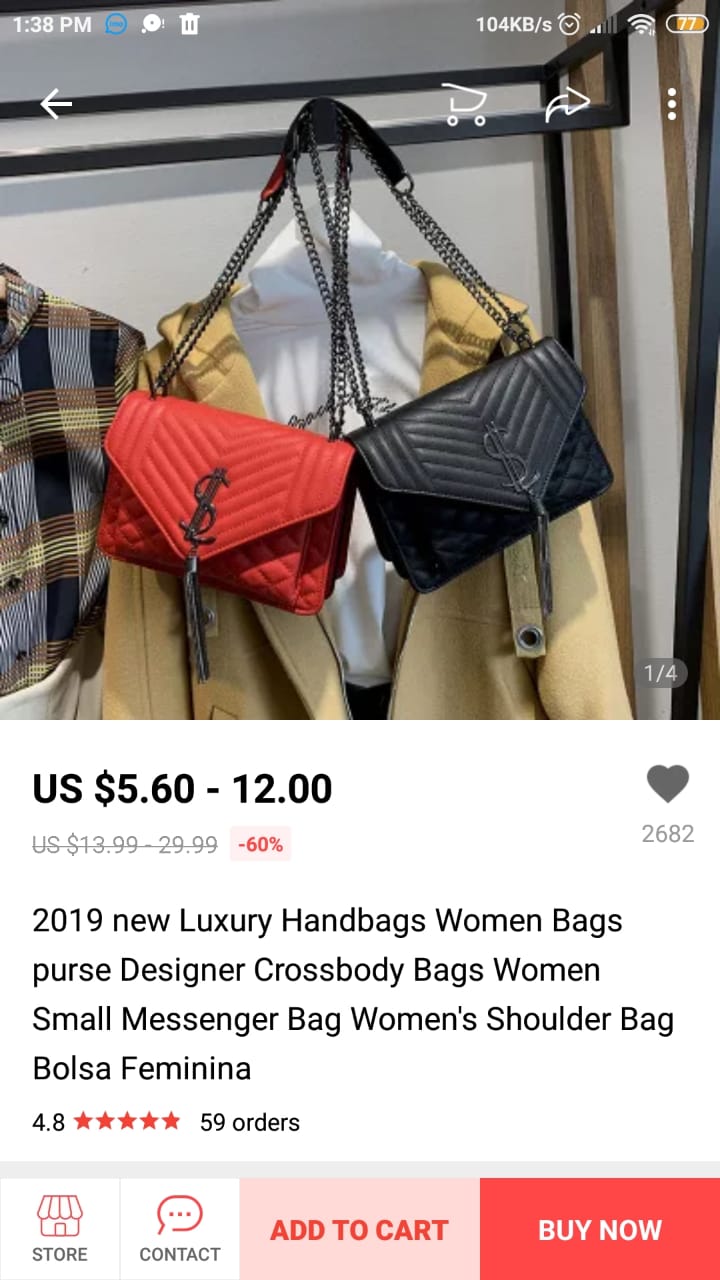 1:38 PM
104KB/s
77
1/4
US $5.60 - 12.00
US $13.99 - 29.99 -60%
2682
2019 new Luxury Handbags Women Bags
purse Designer Crossbody Bags Women
Small Messenger Bag Women's Shoulder Bag
Bolsa Feminina
4.8 59 orders
STORE
CONTACT
ADD TO CART
BUY NOW